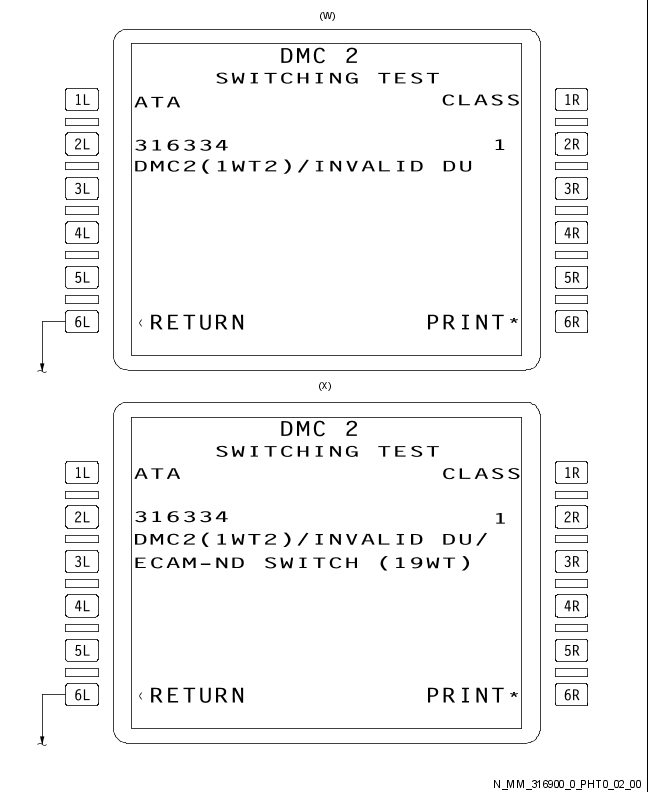 (W)
DMC 2
SWITCHING TEST
1L ATA CLASS 1R
2L 316334 1 2R
DMC2(1WT2)/INVALID DU
3L 3R
4L 4R
5L 5R
6L ‹RETURN PRINT* 6R
(X)
DMC 2
SWITCHING TEST
1L ATA CLASS 1R
2L 316334 1 2R
DMC2(1WT2)/INVALID DU/
3L ECAM–ND SWITCH (19WT) 3R
4L 4R
5L 5R
6L ‹RETURN PRINT* 6R
N_MM_316900_0_PHT0_02_00